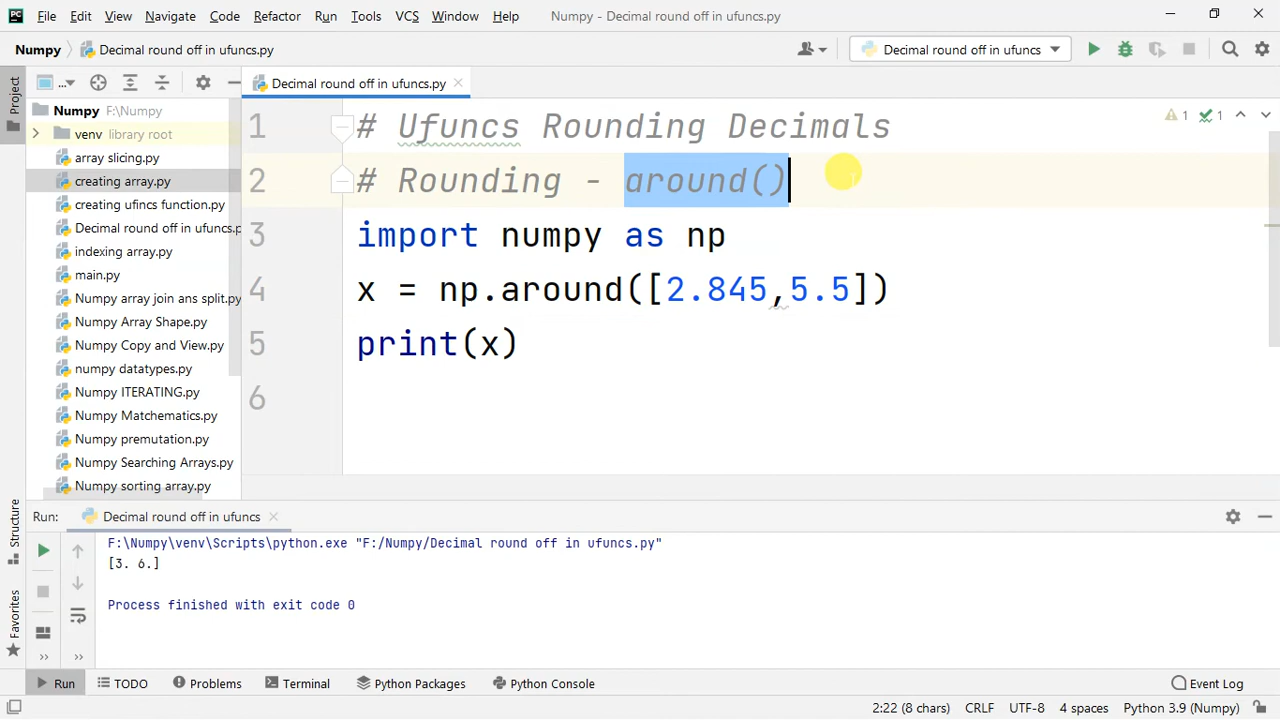 PC File Edit View Navigate Code Refactor Run Tools VCS Window Help Numpy - Decimal round off in ufuncs.py
Numpy Decimal round off in ufuncs.py Decimal round off in ufuncs
Project
... Decimal round off in ufuncs.py
Numpy F:\Numpy
venv library root
array slicing.py
creating array.py
creating ufincs function.py
Decimal round off in ufuncs.p
indexing array.py
main.py
Numpy array join ans split.py
Numpy Array Shape.py
Numpy Copy and View.py
numpy datatypes.py
Numpy ITERATING.py
Numpy Matchematics.py
Numpy premutation.py
Numpy Searching Arrays.py
Numpy sorting array.py
1 # Ufuncs Rounding Decimals
2 # Rounding - around()
3 import numpy as np
4 x = np.around([2.845,5.5])
5 print(x)
6
1 1
Structure
Favorites
Run: Decimal round off in ufuncs
F:\Numpy\venv\Scripts\python.exe "F:/Numpy/Decimal round off in ufuncs.py"
[3. 6.]
Process finished with exit code 0
Run TODO Problems Terminal Python Packages Python Console Event Log
2:22 (8 chars) CRLF UTF-8 4 spaces Python 3.9 (Numpy)